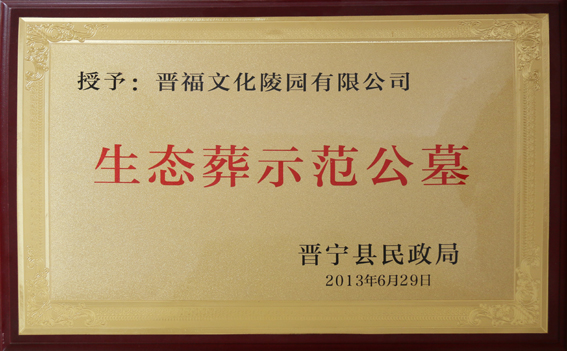 授予：晋福文化陵园有限公司
生态葬示范公墓
晋宁县民政局
2013年6月29日